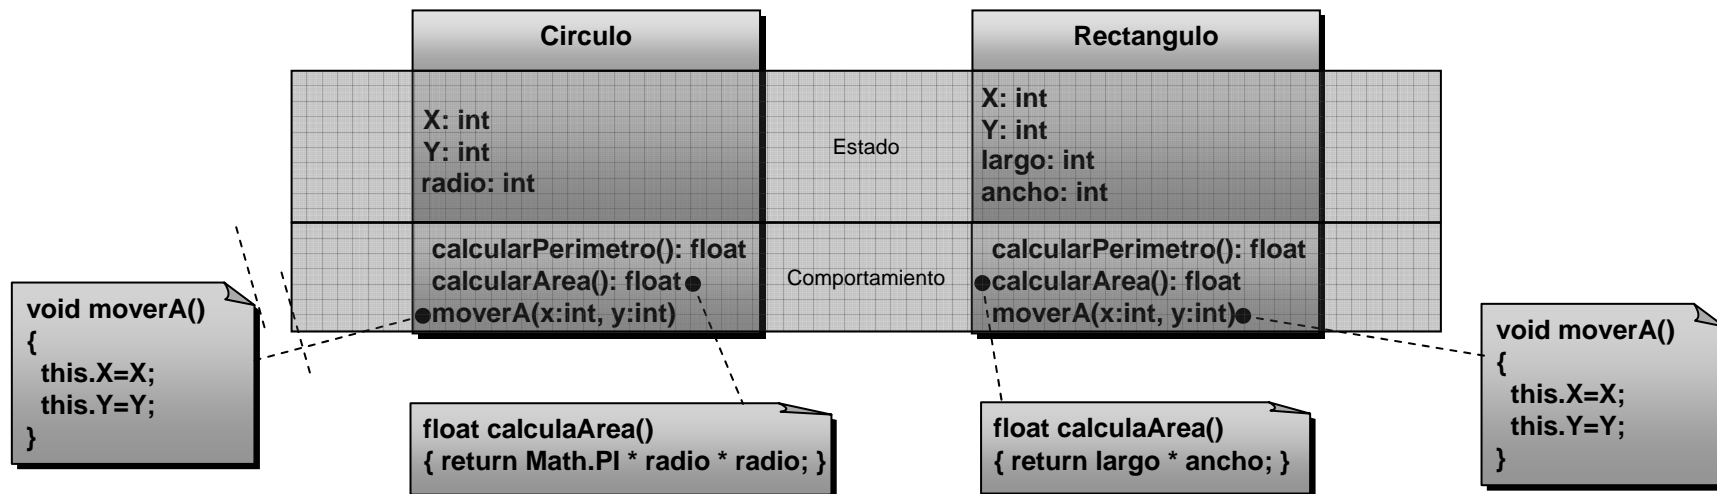 Circulo
X: int
Y: int
radio: int
calcularPerimetro(): float
calcularArea(): float
moverA(x:int, y:int)
Estado
Comportamiento
Rectangulo
X: int
Y: int
largo: int
ancho: int
calcularPerimetro(): float
calcularArea(): float
moverA(x:int, y:int)
void moverA()
{
this.X=X;
this.Y=Y;
}
float calculaArea()
{ return Math.PI * radio * radio; }
float calculaArea()
{ return largo * ancho; }
void moverA()
{
this.X=X;
this.Y=Y;
}